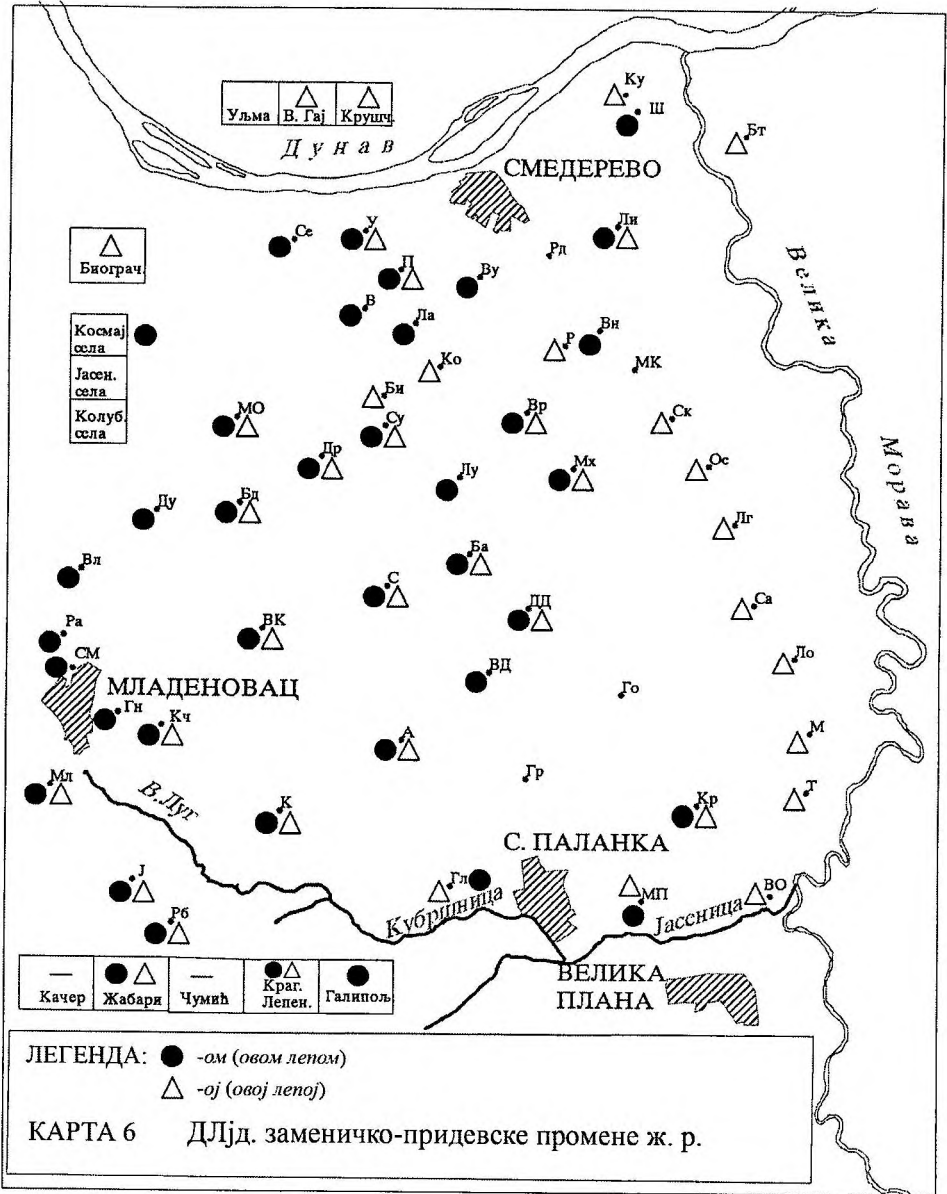 Ку
Ш
Уљма В. Гај Крушч.
Бт
Дунав
СМЕДЕРЕВО
Се У Ли
Рд
П Ву
Биограч.
Велика
В Ла Вн
Космај.
села
Р
МК
Јасен.
села
Ко
Би
Колуб.
села
МО Су Вр Ск
Морава
Др Лу Мх Ос
Ду Бд Лг
Вл Ба
С Са
Ра ВК ДД
СМ ВД Ло
МЛАДЕНОВАЦ Го
Гн Кч А М
Мл Гр Т
В. Луг К Кр
С. ПАЛАНКА
Ј Гл МП ВО
Рб Кубршница Јасеница
ВЕЛИКА
ПЛАНА
Качер Жабари Чумић Краг.
Лепен. Галипољ
ЛЕГЕНДА: -ом (овом лепом)
-ој (овој лепој)
КАРТА 6 ДЛјд. заменичко-придевске промене ж. р.